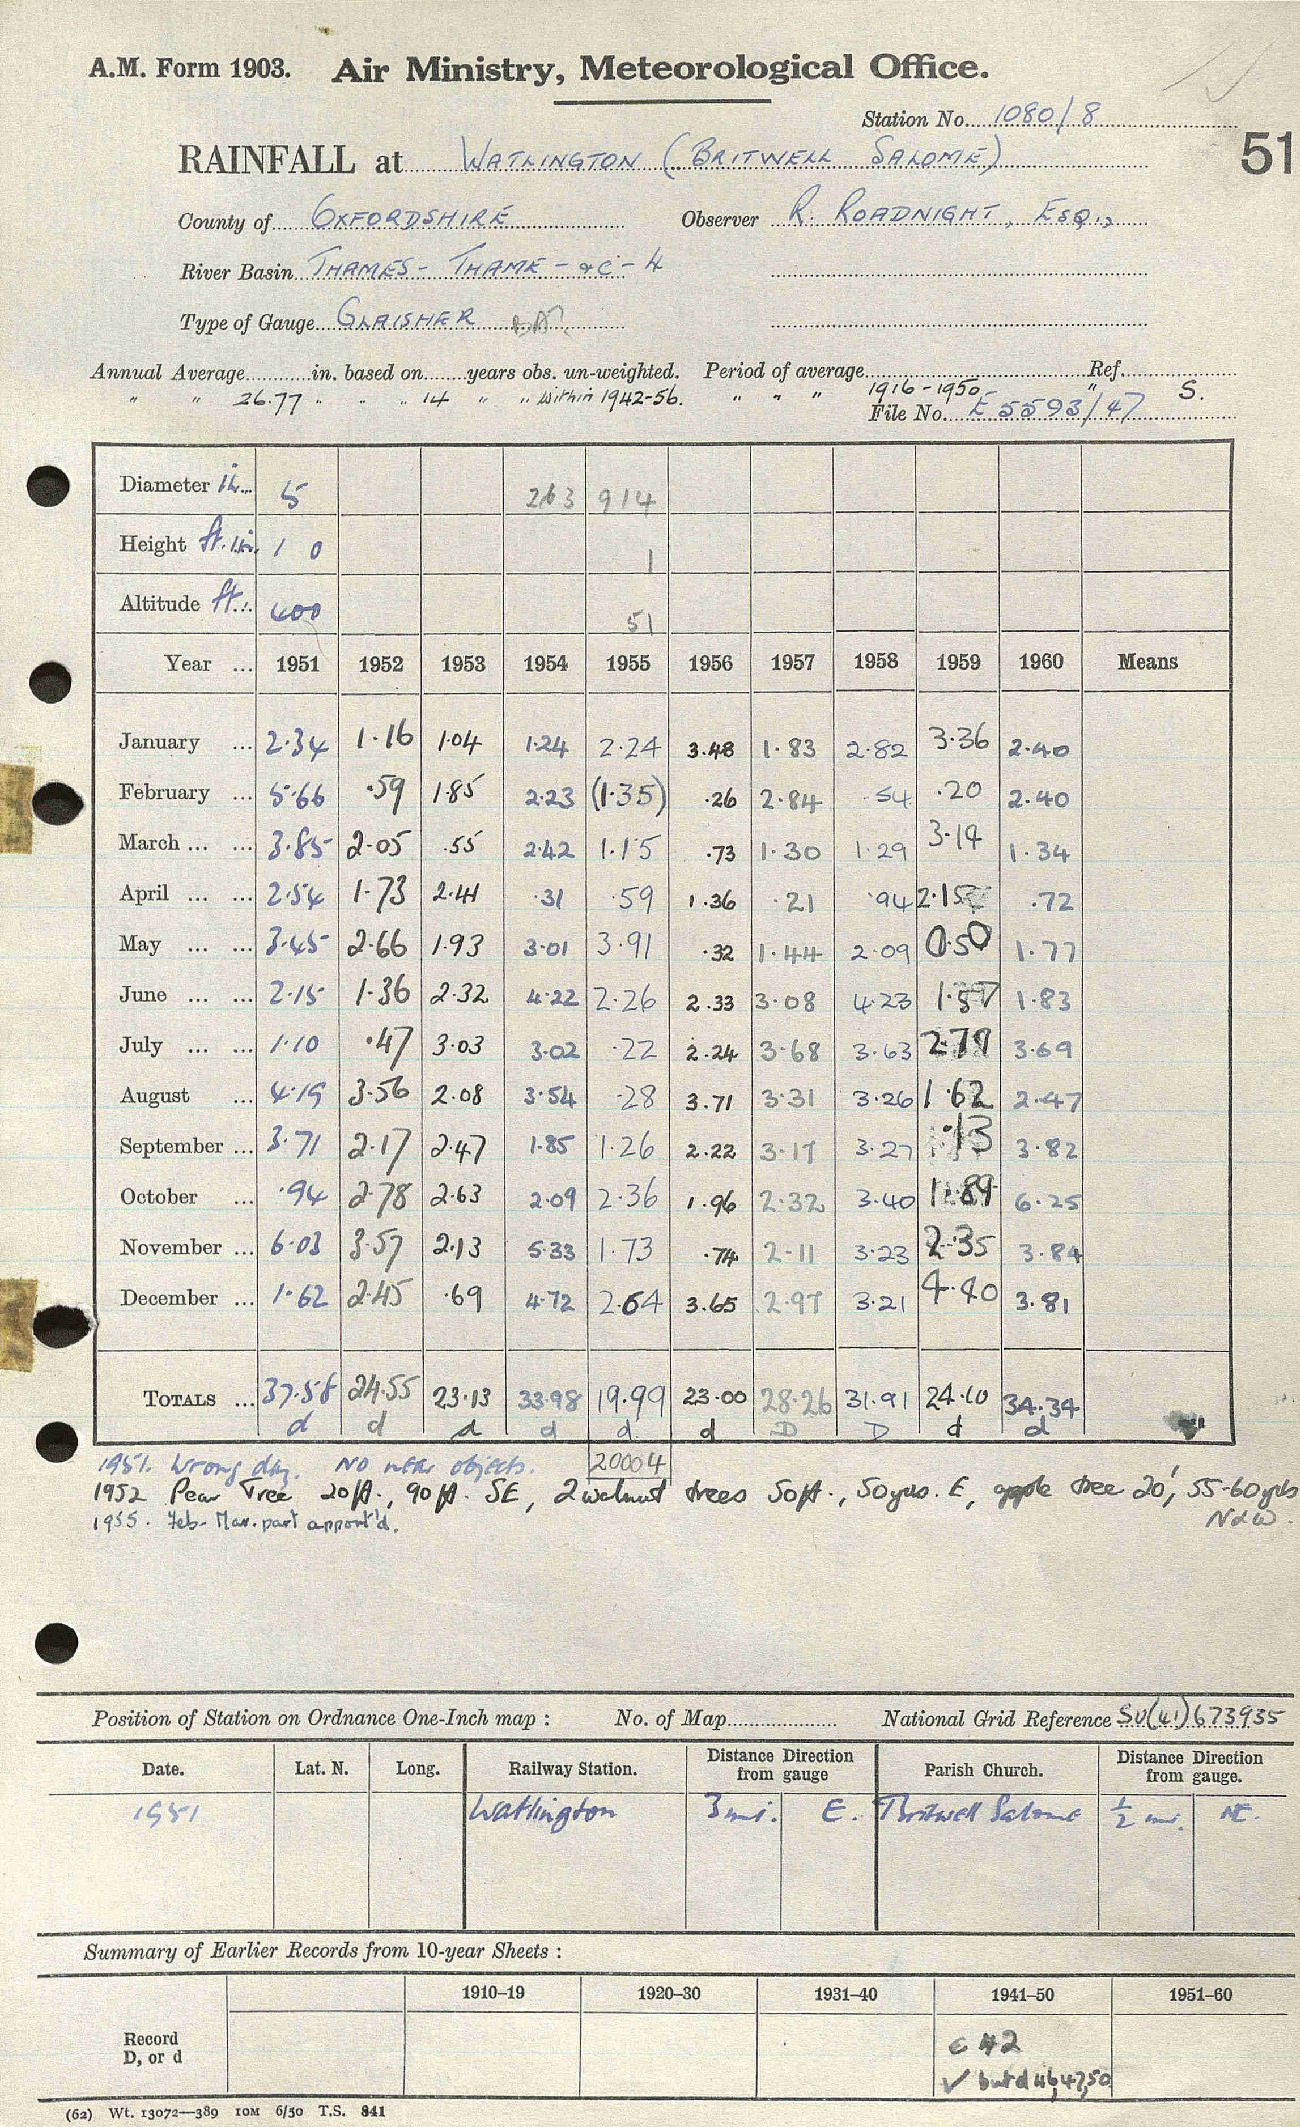 A.M. Form 1903. Air Ministry, Meteorological Office.
Station No. 1080/8
51
RAINFALL at WATLINGTON (BRITWELL SALOME)
County of OXFORDSHIRE Observer R. ROADNIGHT, ESQ.,
River Basin THAMES - THAME - &C - 4
Type of Gauge GLAISHER
Annual Average in. based on years obs. un-weighted. Period of average Ref.
" " 26.77 " " " 14 " " Within 1942-56. " " " 1916-1950 " S.
File No. E 5593/47
Diameter in. 5 263 914
Height ft. in. 1 0 1
Altitude ft. 400 51
Year ... 1951 1952 1953 1954 1955 1956 1957 1958 1959 1960 Means
January ... 2.34 1.16 1.04 1.24 2.24 3.48 1.83 2.82 3.36 2.40
February ... 5.66 .59 1.85 2.23 (1.35) .26 2.84 .54 .20 2.40
March ... ... 3.85 2.05 .55 2.42 1.15 .73 1.30 1.29 3.14 1.34
April ... ... 2.54 1.73 2.41 .31 .59 1.36 .21 .94 2.15 .72
May ... ... 3.45 2.66 1.93 3.01 3.91 .32 1.44 2.09 0.50 1.77
June ... ... 2.15 1.36 2.32 4.22 2.26 2.33 3.08 4.23 1.57 1.83
July ... ... 1.10 .47 3.03 3.02 .22 2.24 3.68 3.63 2.79 3.69
August ... 4.19 3.56 2.08 3.54 .28 3.71 3.31 3.26 1.62 2.47
September ... 3.71 2.17 2.47 1.85 1.26 2.22 3.17 3.27 .13 3.82
October ... .94 2.78 2.63 2.09 2.36 1.96 2.32 3.40 1.89 6.25
November ... 6.03 3.57 2.13 5.33 1.73 .74 2.11 3.23 2.35 3.84
December ... 1.62 2.45 .69 4.72 2.64 3.65 2.97 3.21 4.40 3.81
TOTALS ... 37.58 24.55 23.13 33.98 19.99 23.00 28.26 31.91 24.10 34.34
d d d d d d D D d d
20004
1951. Wrong day. No near objects.
1952 Pear Tree 20ft., 90ft. SE, 2 walnut trees 50ft., 50yds. E, apple tree 20', 55-60yds
N & W.
1955. Feb-Mar. part apport'd.
Position of Station on Ordnance One-Inch map : No. of Map National Grid Reference SU(41)673935
Date. Lat. N. Long. Railway Station. Distance from gauge Direction Parish Church. Distance from gauge. Direction
1951 Watlington 3 mi. E. Britwell Salome ½ mi. NE.
Summary of Earlier Records from 10-year Sheets :
1910–19 1920–30 1931–40 1941–50 1951–60
Record D, or d
c 42
✓ but d 46,47,50
(62) Wt. 13072—389 10M 6/50 T.S. 841